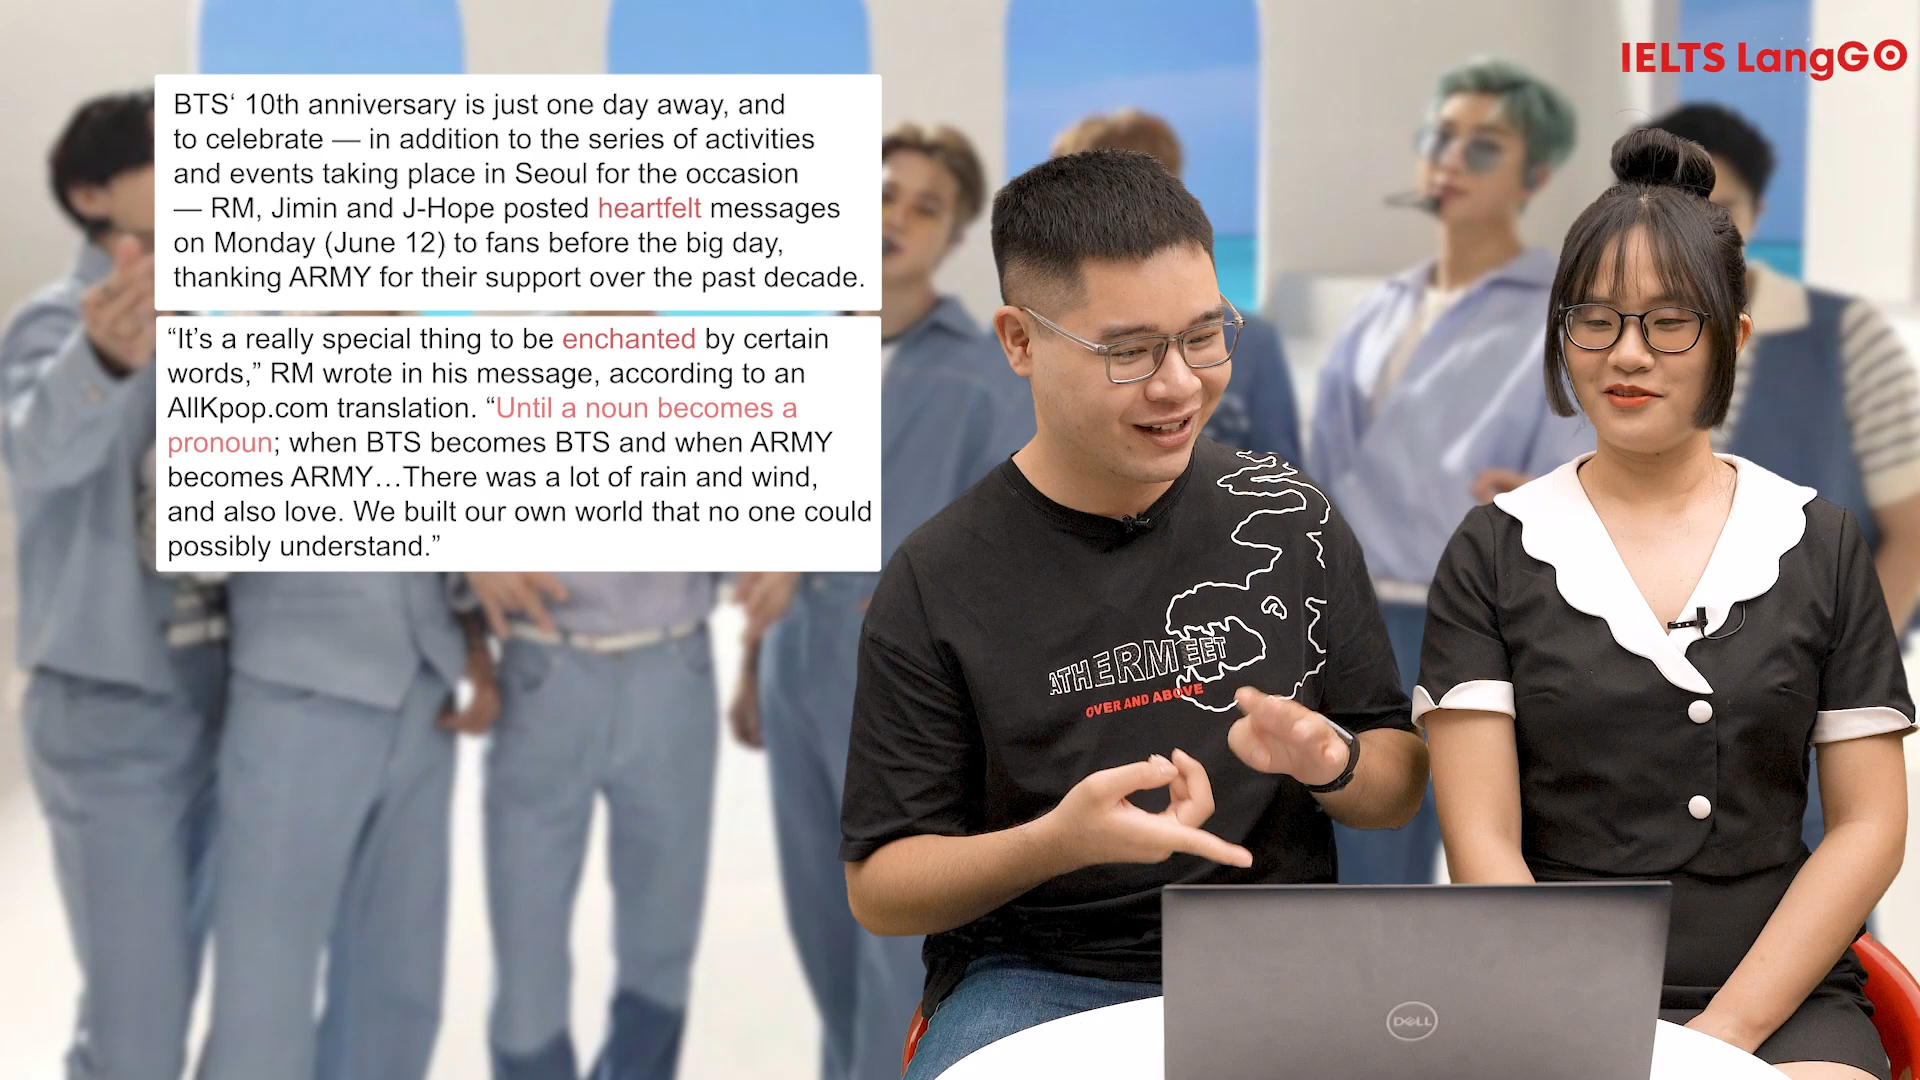 IELTS LangGO
BTS‘ 10th anniversary is just one day away, and
to celebrate — in addition to the series of activities
and events taking place in Seoul for the occasion
— RM, Jimin and J-Hope posted heartfelt messages
on Monday (June 12) to fans before the big day,
thanking ARMY for their support over the past decade.
“It’s a really special thing to be enchanted by certain
words,” RM wrote in his message, according to an
AllKpop.com translation. “Until a noun becomes a
pronoun; when BTS becomes BTS and when ARMY
becomes ARMY…There was a lot of rain and wind,
and also love. We built our own world that no one could
possibly understand.”
ATHERMEET
OVER AND ABOVE
DELL